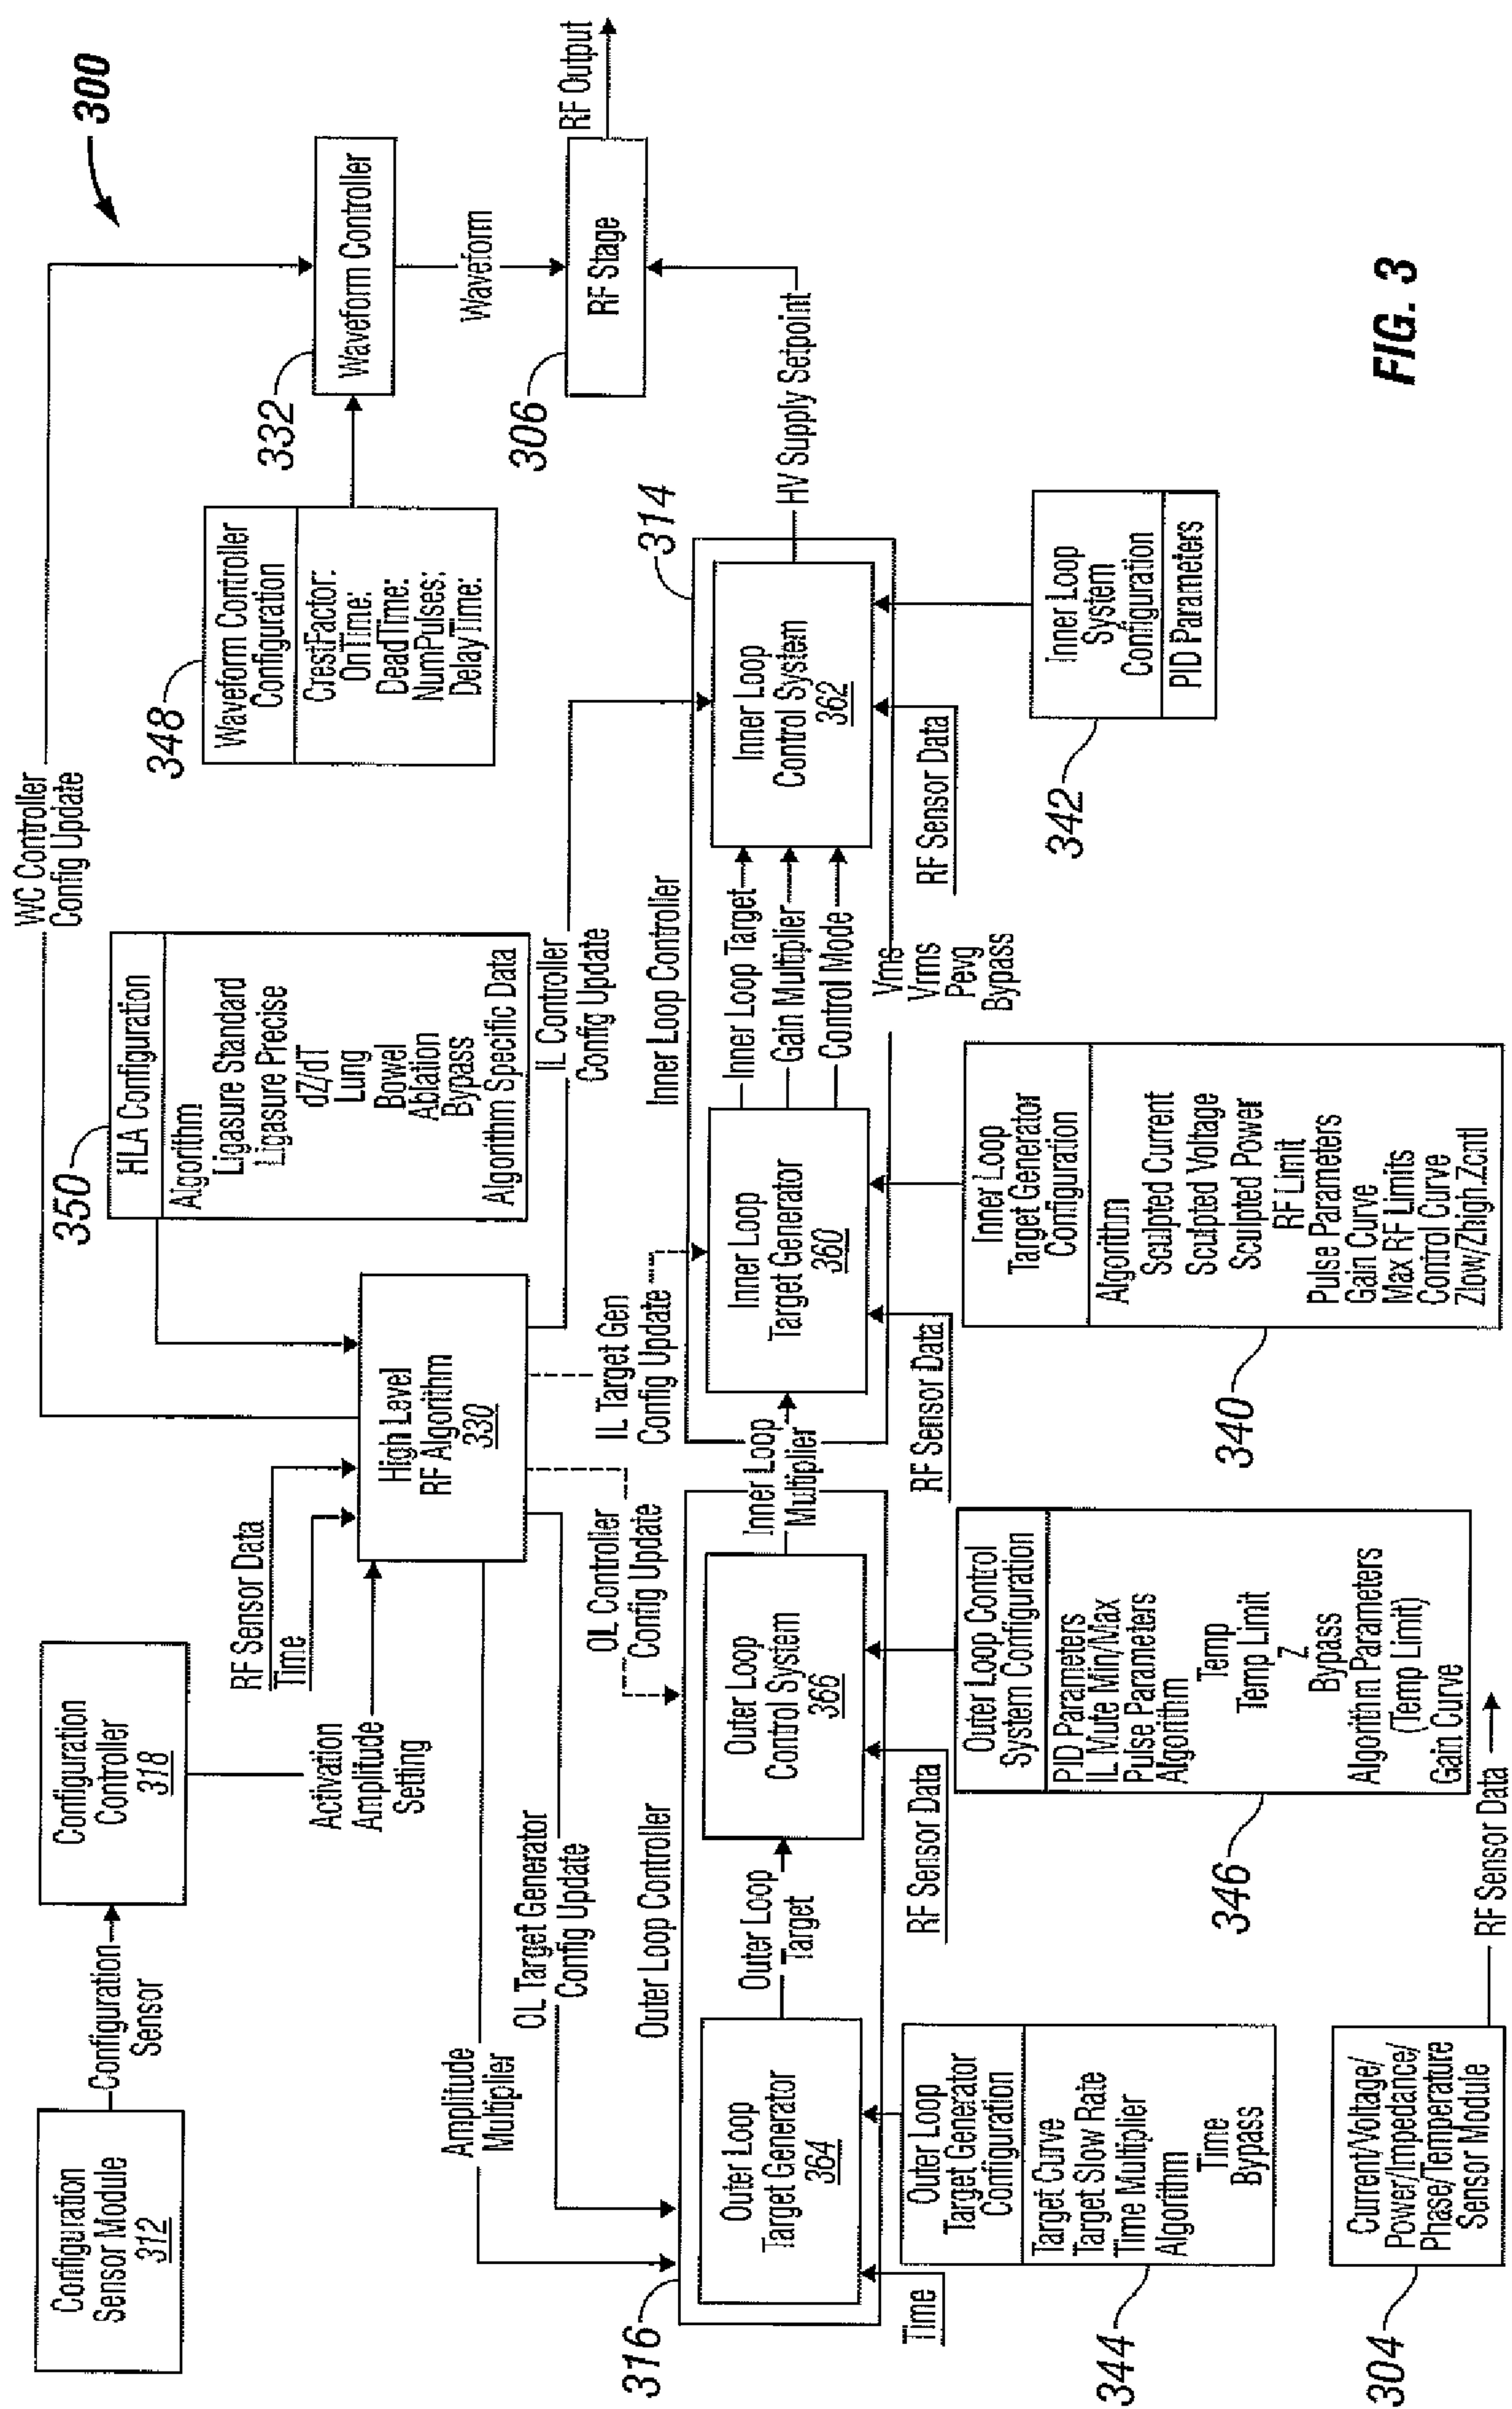 300
WC Controller
Config Update
350
HLA Configuration
Algorithm
Ligasure Standard
Ligasure Precise
dZ/dT
Lung
Bowel
Ablation
Bypass
Algorithm Specific Data
348
Waveform Controller
Configuration
CrestFactor:
OnTime:
DeadTime:
NumPulses:
DelayTime:
332
Waveform Controller
Waveform
306
RF Stage
RF Output
HV Supply Setpoint
Configuration
Sensor Module
312
Configuration
Sensor
Configuration
Controller
318
Activation
Amplitude
Setting
RF Sensor Data
Time
High Level
RF Algorithm
330
Amplitude
Multiplier
OL Target Generator
Config Update
OL Controller
Config Update
IL Target Gen
Config Update
IL Controller
Config Update
316
Outer Loop Controller
Outer Loop
Target Generator
364
Outer Loop
Target
Outer Loop
Control System
366
Inner Loop
Multiplier
Inner Loop Controller
314
Inner Loop
Target Generator
360
Inner Loop Target
Gain Multiplier
Control Mode
Inner Loop
Control System
362
Time
RF Sensor Data
RF Sensor Data
RF Sensor Data
Vrms
Vrms
Pevg
Bypass
344
Outer Loop
Target Generator
Configuration
Target Curve
Target Slow Rate
Time Multiplier
Algorithm
Time
Bypass
346
Outer Loop Control
System Configuration
PID Parameters
IL Mute Min/Max
Pulse Parameters
Algorithm
Temp
Temp Limit
Z
Bypass
Algorithm Parameters
(Temp Limit)
Gain Curve
340
Inner Loop
Target Generator
Configuration
Algorithm
Sculpted Current
Sculpted Voltage
Sculpted Power
RF Limit
Pulse Parameters
Gain Curve
Max RF Limits
Control Curve
Zlow/Zhigh.Zcntl
342
Inner Loop
System
Configuration
PID Parameters
304
Current/Voltage/
Power/Impedance/
Phase/Temperature
Sensor Module
RF Sensor Data
FIG. 3